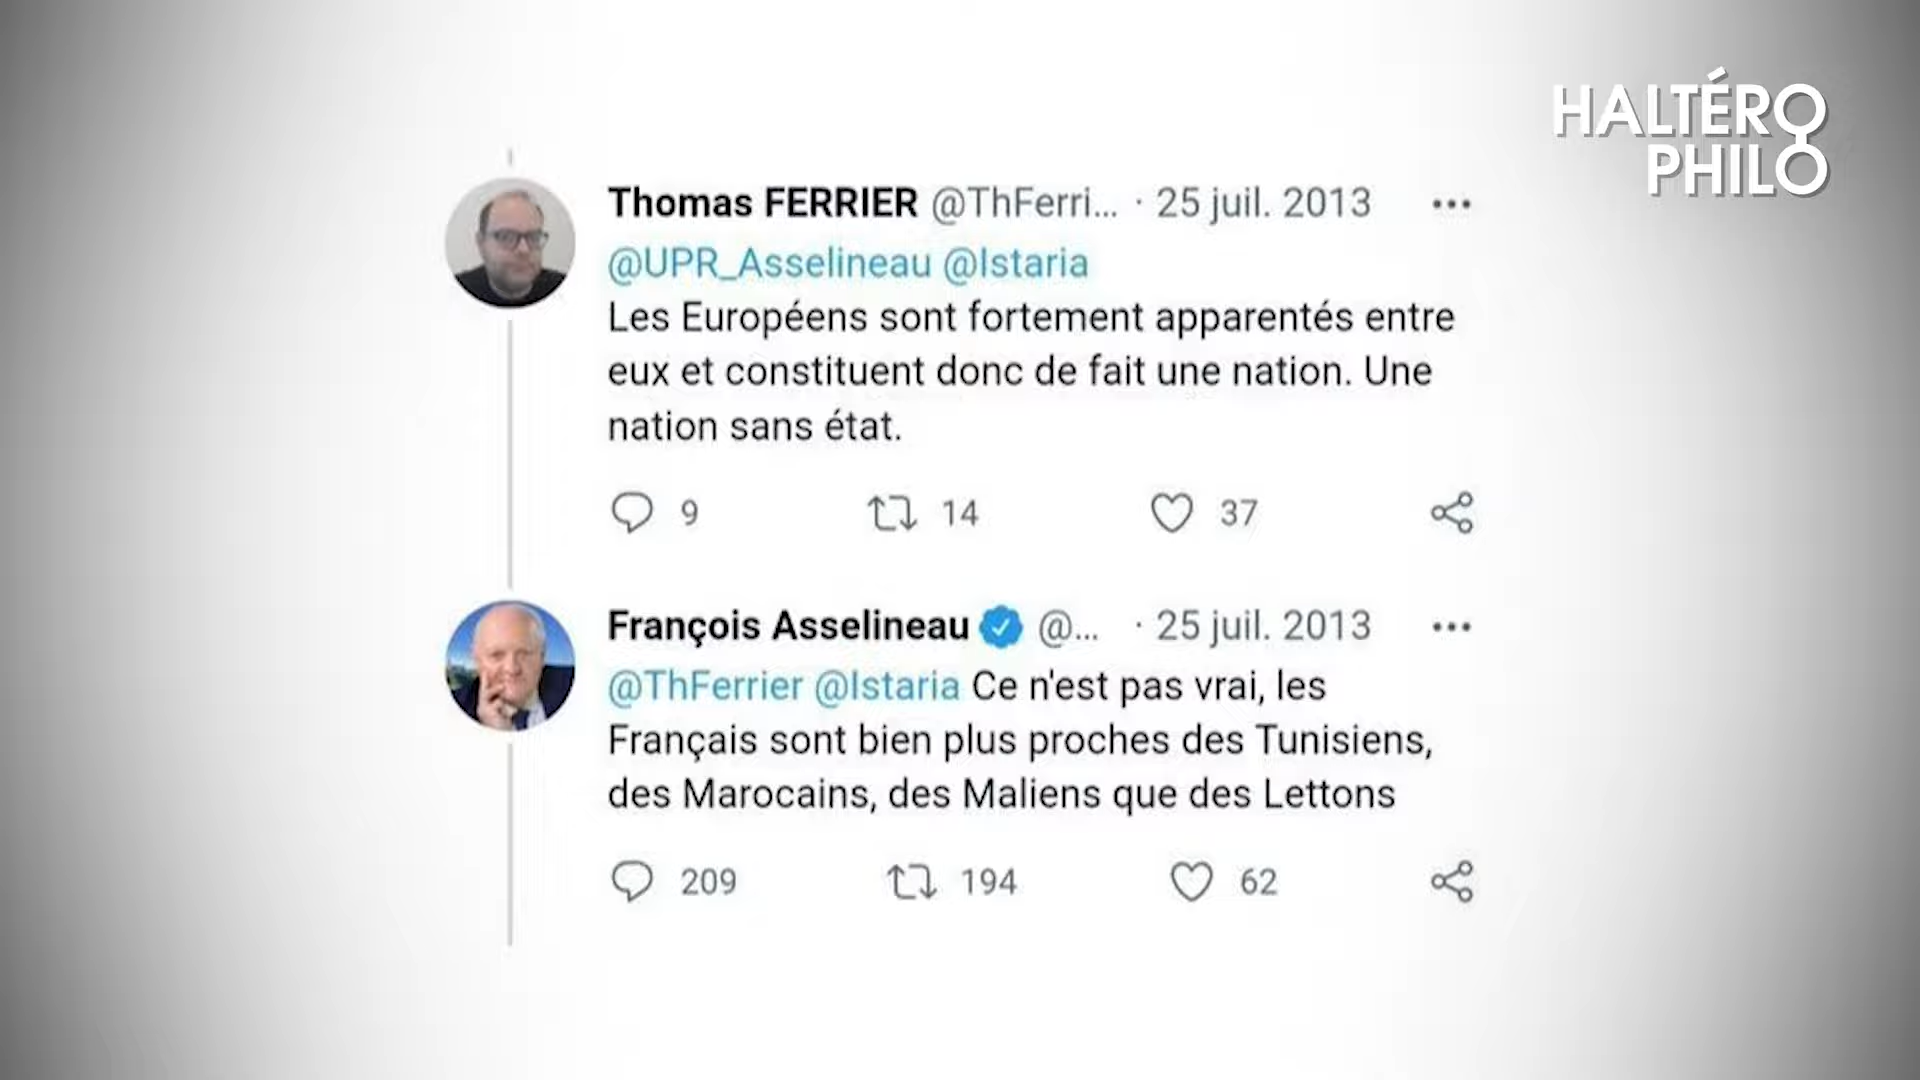 HALTÉRO
PHILO
Thomas FERRIER @ThFerri... · 25 juil. 2013
@UPR_Asselineau @Istaria
Les Européens sont fortement apparentés entre
eux et constituent donc de fait une nation. Une
nation sans état.
9 14 37
François Asselineau @... · 25 juil. 2013
@ThFerrier @Istaria Ce n'est pas vrai, les
Français sont bien plus proches des Tunisiens,
des Marocains, des Maliens que des Lettons
209 194 62